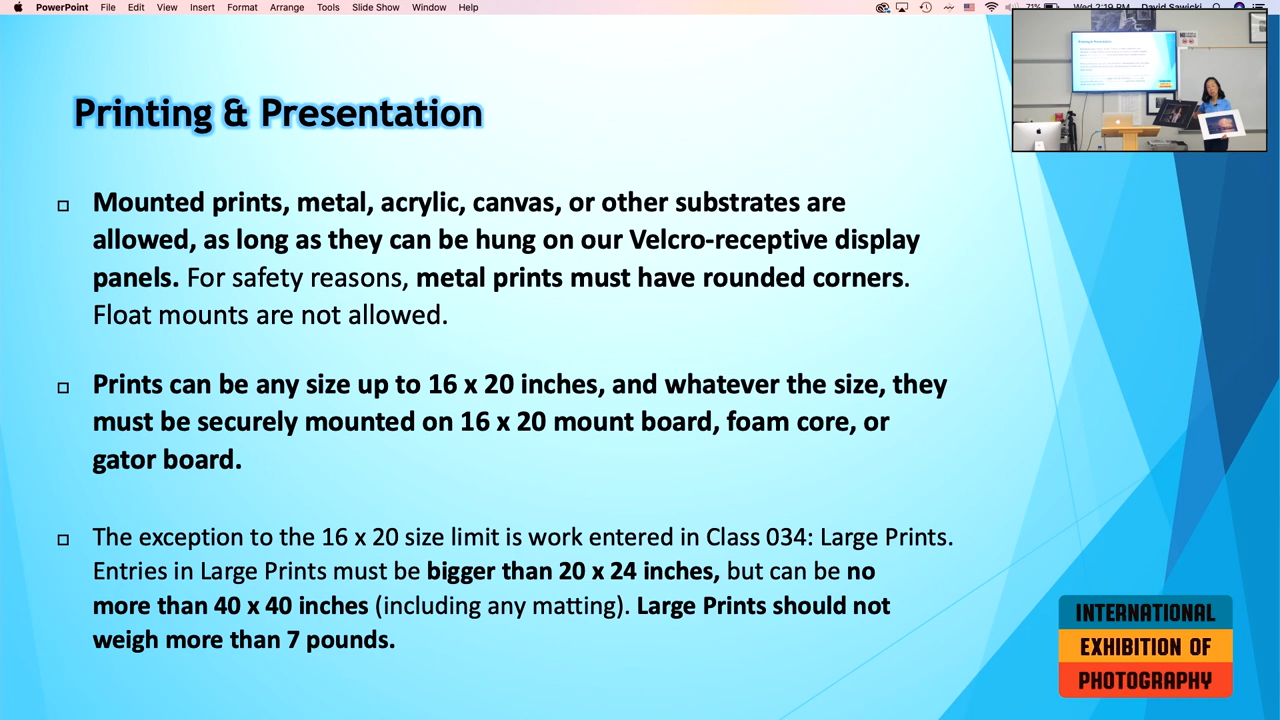 PowerPoint File Edit View Insert Format Arrange Tools Slide Show Window Help
71% Wed 2:19 PM David Sawicki
Printing & Presentation
Mounted prints, metal, acrylic, canvas, or other substrates are
allowed, as long as they can be hung on our Velcro-receptive display
panels. For safety reasons, metal prints must have rounded corners.
Float mounts are not allowed.
Prints can be any size up to 16 x 20 inches, and whatever the size, they
must be securely mounted on 16 x 20 mount board, foam core, or
gator board.
The exception to the 16 x 20 size limit is work entered in Class 034: Large Prints.
Entries in Large Prints must be bigger than 20 x 24 inches, but can be no
more than 40 x 40 inches (including any matting). Large Prints should not
weigh more than 7 pounds.
INTERNATIONAL
EXHIBITION OF
PHOTOGRAPHY